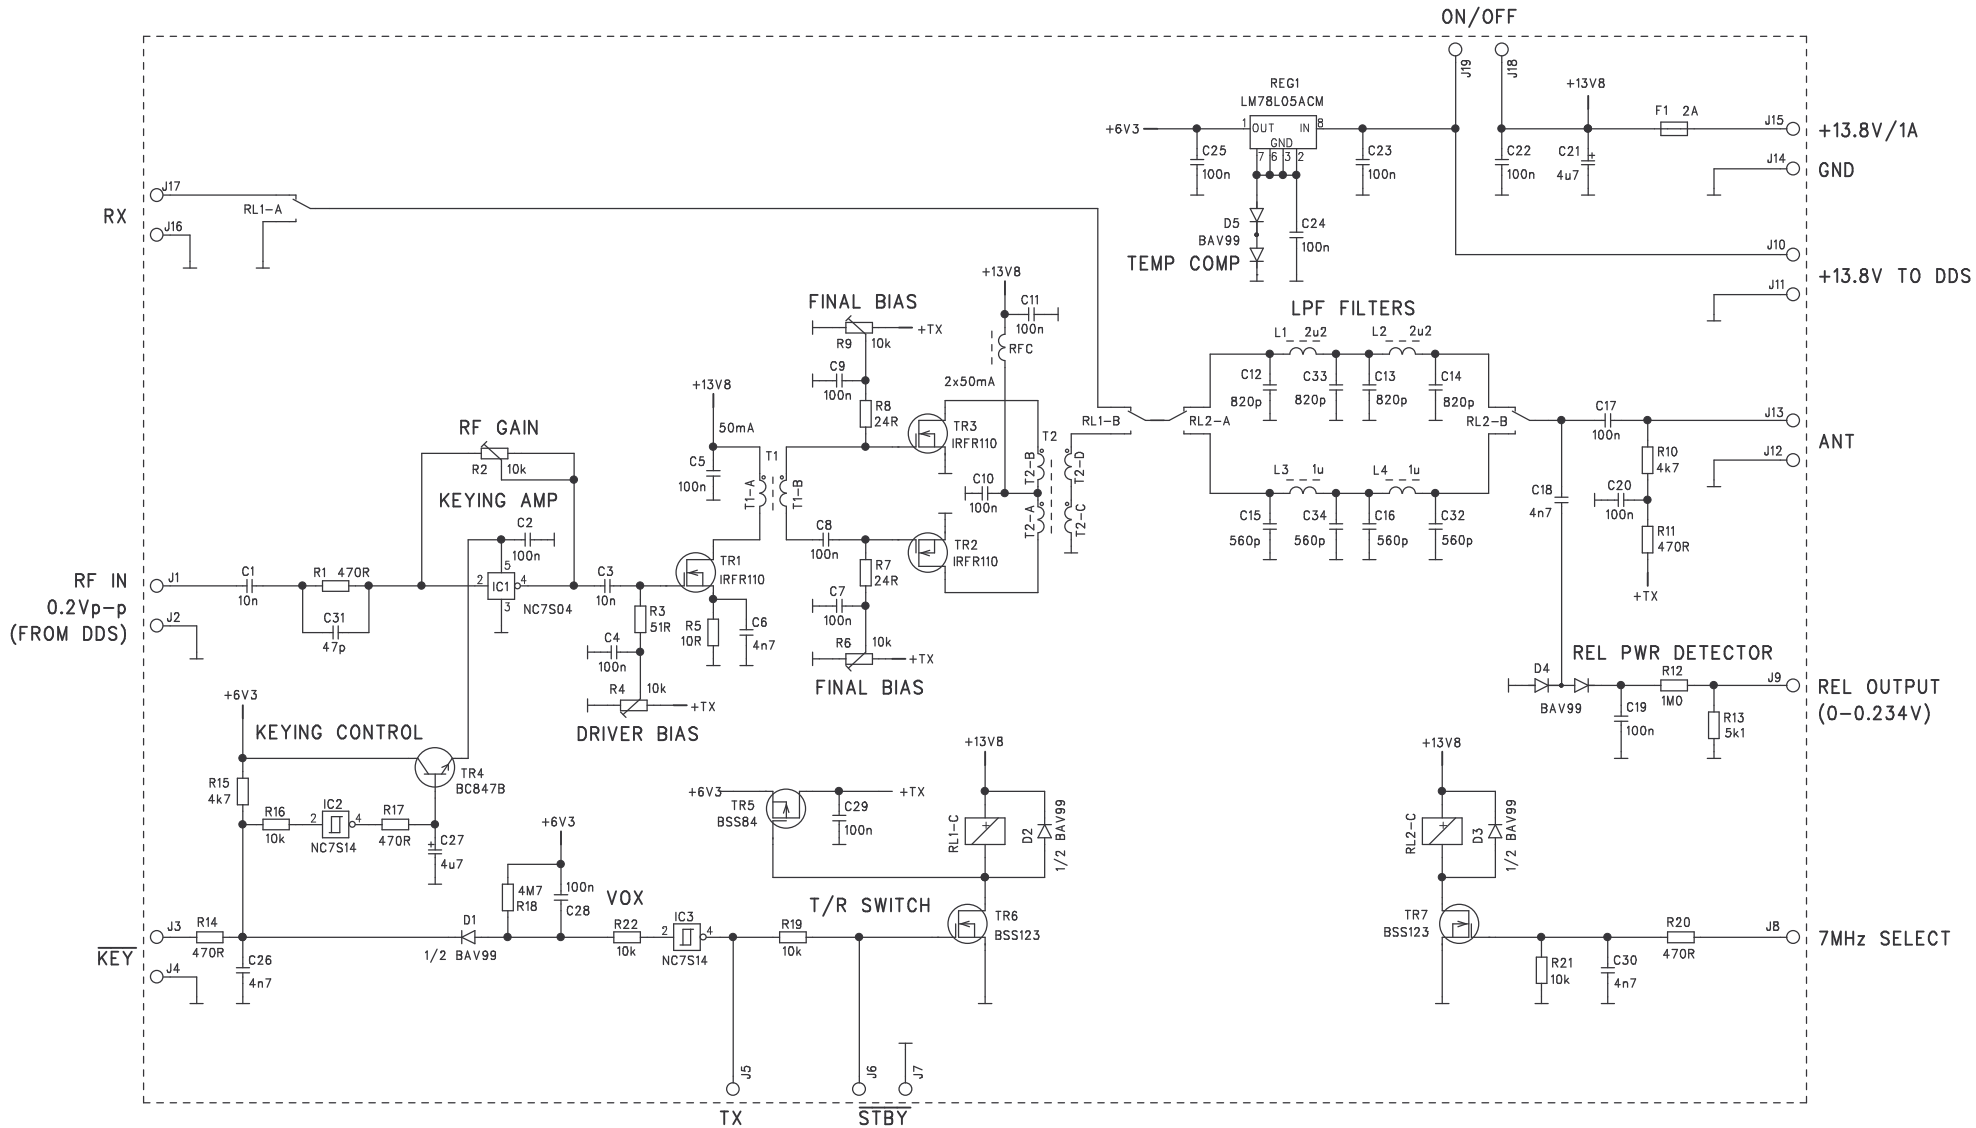 ON/OFF
J19
J18
REG1
LM78L05ACM
+6V3
1
OUT
IN
8
GND
7
6
3
2
C25
100n
C23
100n
C22
100n
+13V8
C21
+
4u7
F1 2A
J15
+13.8V/1A
J14
GND
D5
BAV99
TEMP COMP
C24
100n
J10
+13.8V TO DDS
J11
J17
RX
J16
RL1-A
FINAL BIAS
R9
10k
+TX
C9
100n
R8
24R
+13V8
C11
100n
RFC
2x50mA
TR3
IRFR110
+13V8
50mA
C5
100n
T1
T1-A
T1-B
C10
100n
T2
T2-B
T2-D
T2-A
T2-C
RL1-B
RL2-A
LPF FILTERS
L1 2u2
L2 2u2
C12
820p
C33
820p
C13
820p
C14
820p
L3 1u
L4 1u
C15
560p
C34
560p
C16
560p
C32
560p
RL2-B
C17
100n
J13
ANT
J12
R10
4k7
C18
4n7
C20
100n
R11
470R
+TX
RF GAIN
R2
10k
KEYING AMP
C2
100n
5
2
IC1
4
3
NC7S04
RF IN
0.2Vp-p
(FROM DDS)
J1
J2
C1
10n
R1 470R
C31
47p
C3
10n
R3
51R
C4
100n
R4
10k
+TX
DRIVER BIAS
TR1
IRFR110
R5
10R
C6
4n7
C8
100n
TR2
IRFR110
R7
24R
C7
100n
R6
10k
+TX
FINAL BIAS
REL PWR DETECTOR
D4
BAV99
C19
100n
R12
1M0
R13
5k1
J9
REL OUTPUT
(0-0.234V)
+6V3
KEYING CONTROL
TR4
BC847B
R15
4k7
R16
10k
IC2
2
4
NC7S14
R17
470R
C27
+
4u7
+6V3
4M7
R18
100n
C28
VOX
J3
KEY
J4
R14
470R
C26
4n7
D1
1/2 BAV99
R22
10k
IC3
2
4
NC7S14
R19
10k
+6V3
TR5
BSS84
C29
100n
+TX
T/R SWITCH
+13V8
RL1-C
+
D2
1/2 BAV99
TR6
BSS123
+13V8
RL2-C
+
D3
1/2 BAV99
TR7
BSS123
R21
10k
C30
4n7
R20
470R
J8
7MHz SELECT
J5
TX
J6
STBY
J7